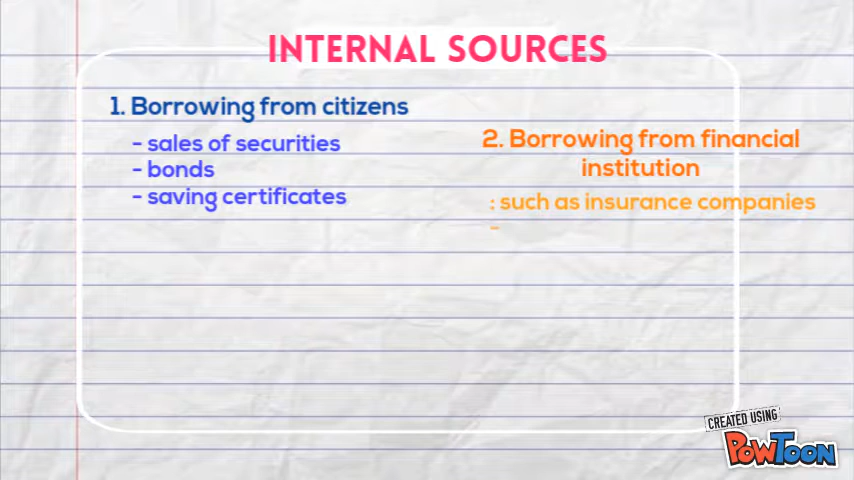 INTERNAL SOURCES
1. Borrowing from citizens
- sales of securities
- bonds
- saving certificates
2. Borrowing from financial
institution
: such as insurance companies
-
CREATED USING
POWTOON